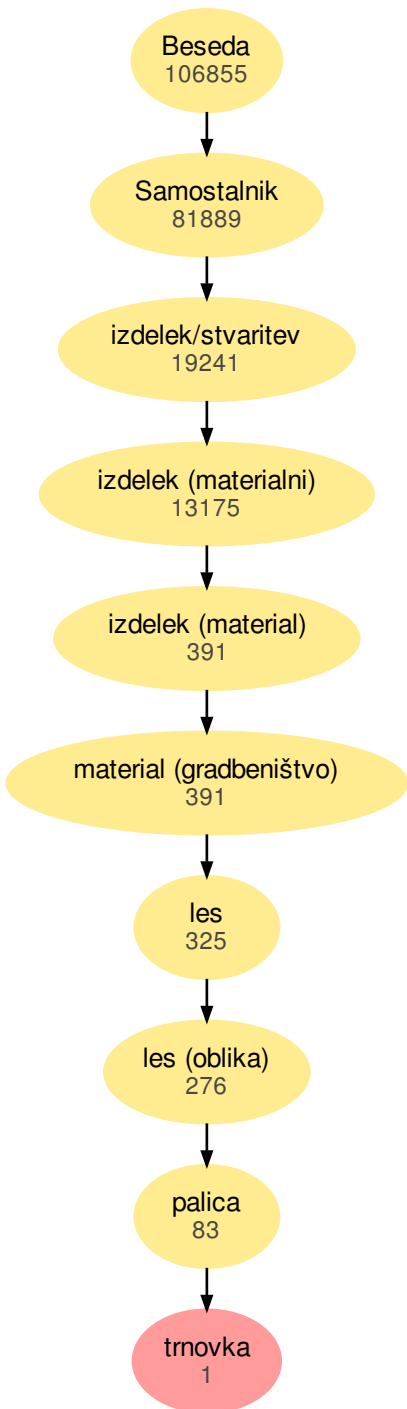 Beseda
106855
Samostalnik
81889
izdelek/stvaritev
19241
izdelek (materialni)
13175
izdelek (material)
391
material (gradbeništvo)
391
les
325
les (oblika)
276
palica
83
trnovka
1